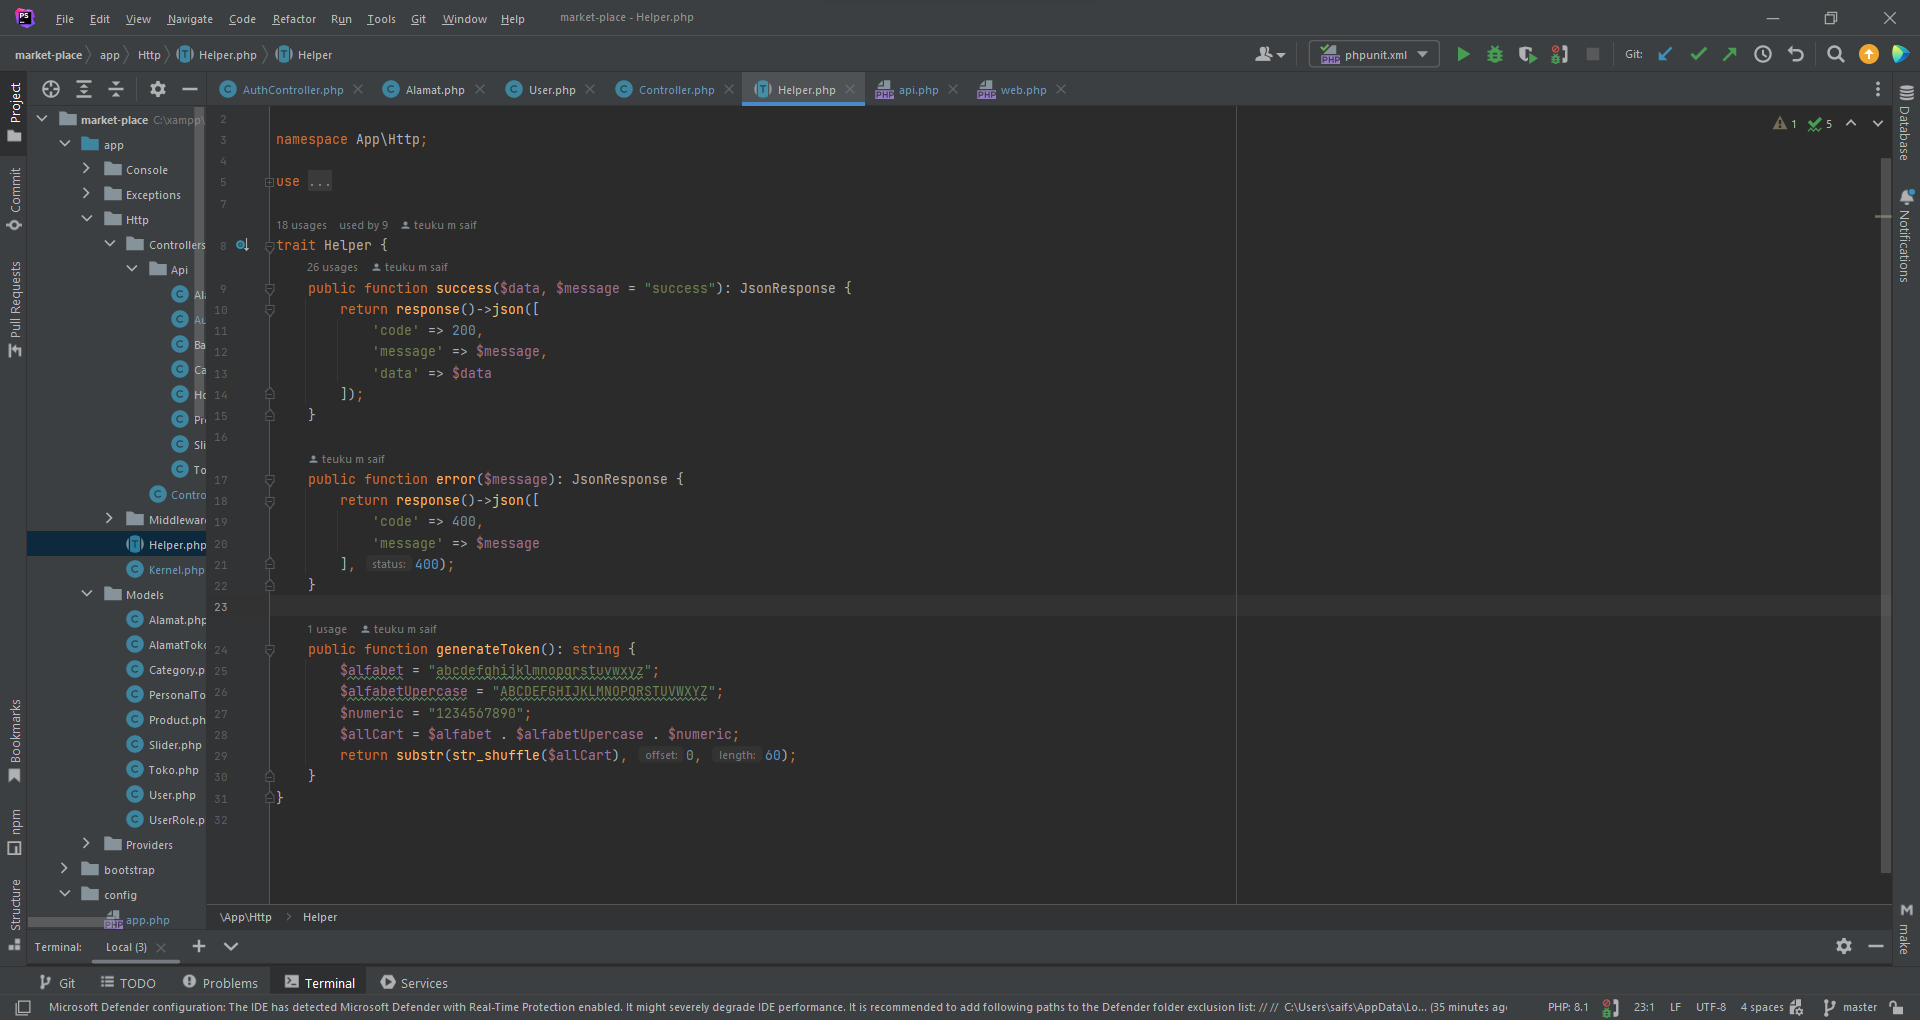 File Edit View Navigate Code Refactor Run Tools Git Window Help market-place - Helper.php
market-place app Http Helper.php Helper phpunit.xml Git:
AuthController.php Alamat.php User.php Controller.php Helper.php api.php web.php
Project
Commit
Pull Requests
Bookmarks
npm
Structure
market-place C:\xampp\
app
Console
Exceptions
Http
Controllers
Api
Al
Au
Ba
Ca
Ho
Pr
Sli
To
Contro
Middlewar
Helper.php
Kernel.php
Models
Alamat.php
AlamatToko
Category.p
PersonalTo
Product.ph
Slider.php
Toko.php
User.php
UserRole.p
Providers
bootstrap
config
app.php
1 5
2
3 namespace App\Http;
4
5 use ...
7
18 usages used by 9 teuku m saif
8 trait Helper {
26 usages teuku m saif
9 public function success($data, $message = "success"): JsonResponse {
10 return response()->json([
11 'code' => 200,
12 'message' => $message,
13 'data' => $data
14 ]);
15 }
16
teuku m saif
17 public function error($message): JsonResponse {
18 return response()->json([
19 'code' => 400,
20 'message' => $message
21 ], status: 400);
22 }
23
1 usage teuku m saif
24 public function generateToken(): string {
25 $alfabet = "abcdefghijklmnopqrstuvwxyz";
26 $alfabetUpercase = "ABCDEFGHIJKLMNOPQRSTUVWXYZ";
27 $numeric = "1234567890";
28 $allCart = $alfabet . $alfabetUpercase . $numeric;
29 return substr(str_shuffle($allCart), offset: 0, length: 60);
30 }
31 }
32
Database
Notifications
make
\App\Http Helper
Terminal: Local (3)
Git TODO Problems Terminal Services
Microsoft Defender configuration: The IDE has detected Microsoft Defender with Real-Time Protection enabled. It might severely degrade IDE performance. It is recommended to add following paths to the Defender folder exclusion list: // // C:\Users\saifs\AppData\Lo... (35 minutes ag PHP: 8.1 23:1 LF UTF-8 4 spaces master